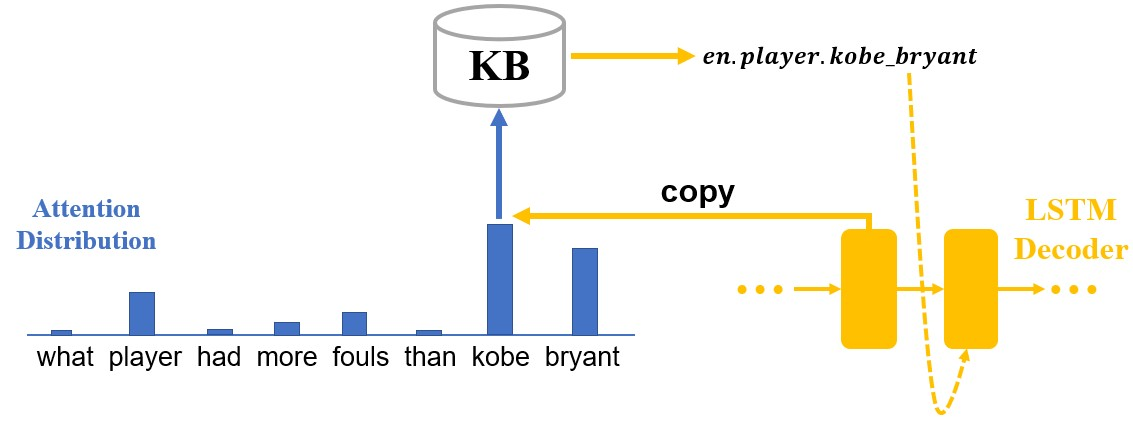 KB
en.player.kobe_bryant
copy
Attention
Distribution
LSTM
Decoder
what player had more fouls than kobe bryant